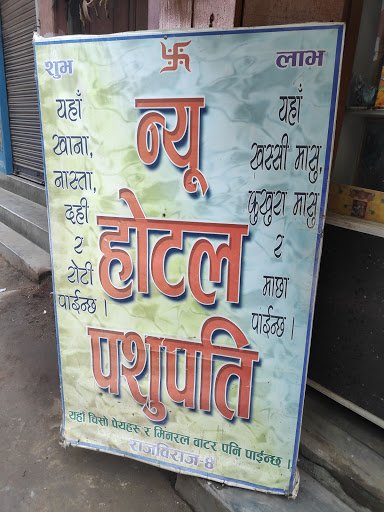 शुभ
लाभ
न्यू
होटल
पशुपति
यहाँ
खाना,
नास्ता,
दही
र
रोटी
पाईन्छ।
यहाँ
खस्सी मासु,
कुखुरा मासु
र
माछा
पाईन्छ।
यहाँ चिसो पेयहरु र मिनरल वाटर पनि पाईन्छ।
राजविराज-४